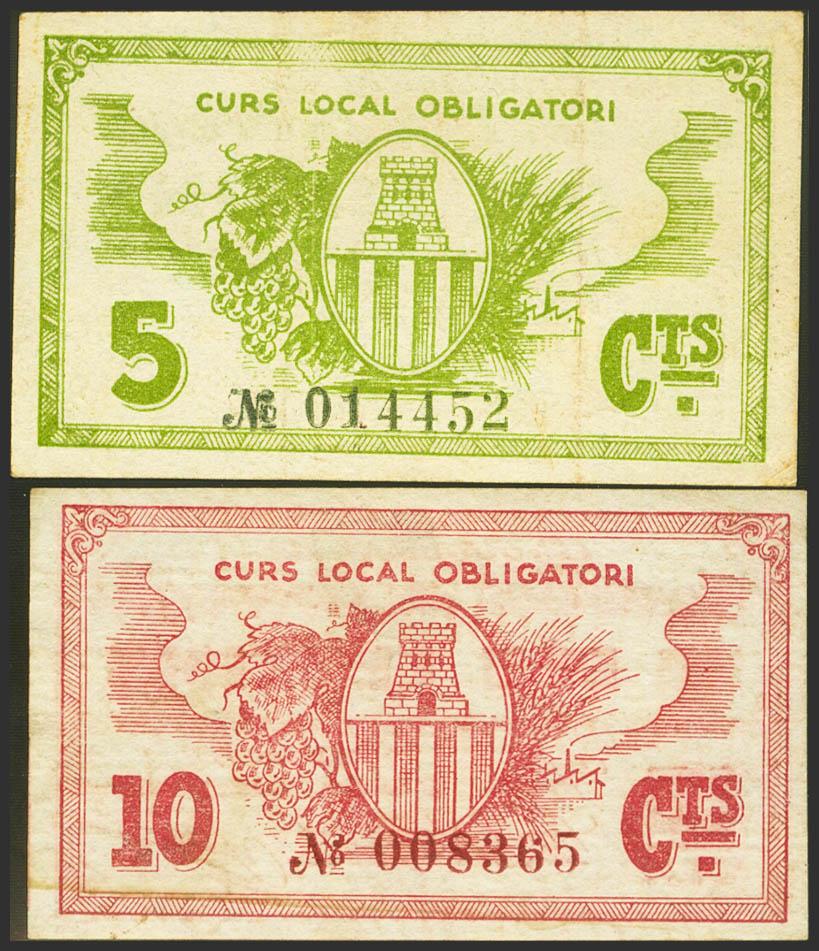 CURS LOCAL OBLIGATORI
5 CTS.
№ 014452
CURS LOCAL OBLIGATORI
10 CTS.
№ 008365